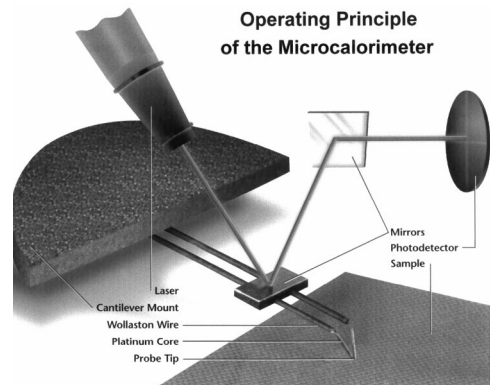 Operating Principle
of the Microcalorimeter
Mirrors
Photodetector
Sample
Laser
Cantilever Mount
Wollaston Wire
Platinum Core
Probe Tip